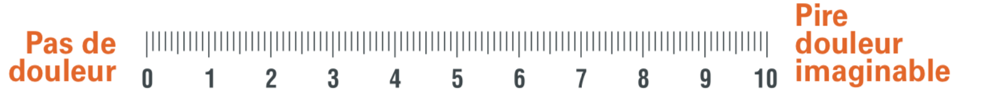 Pas de
douleur
0 1 2 3 4 5 6 7 8 9 10
Pire
douleur
imaginable